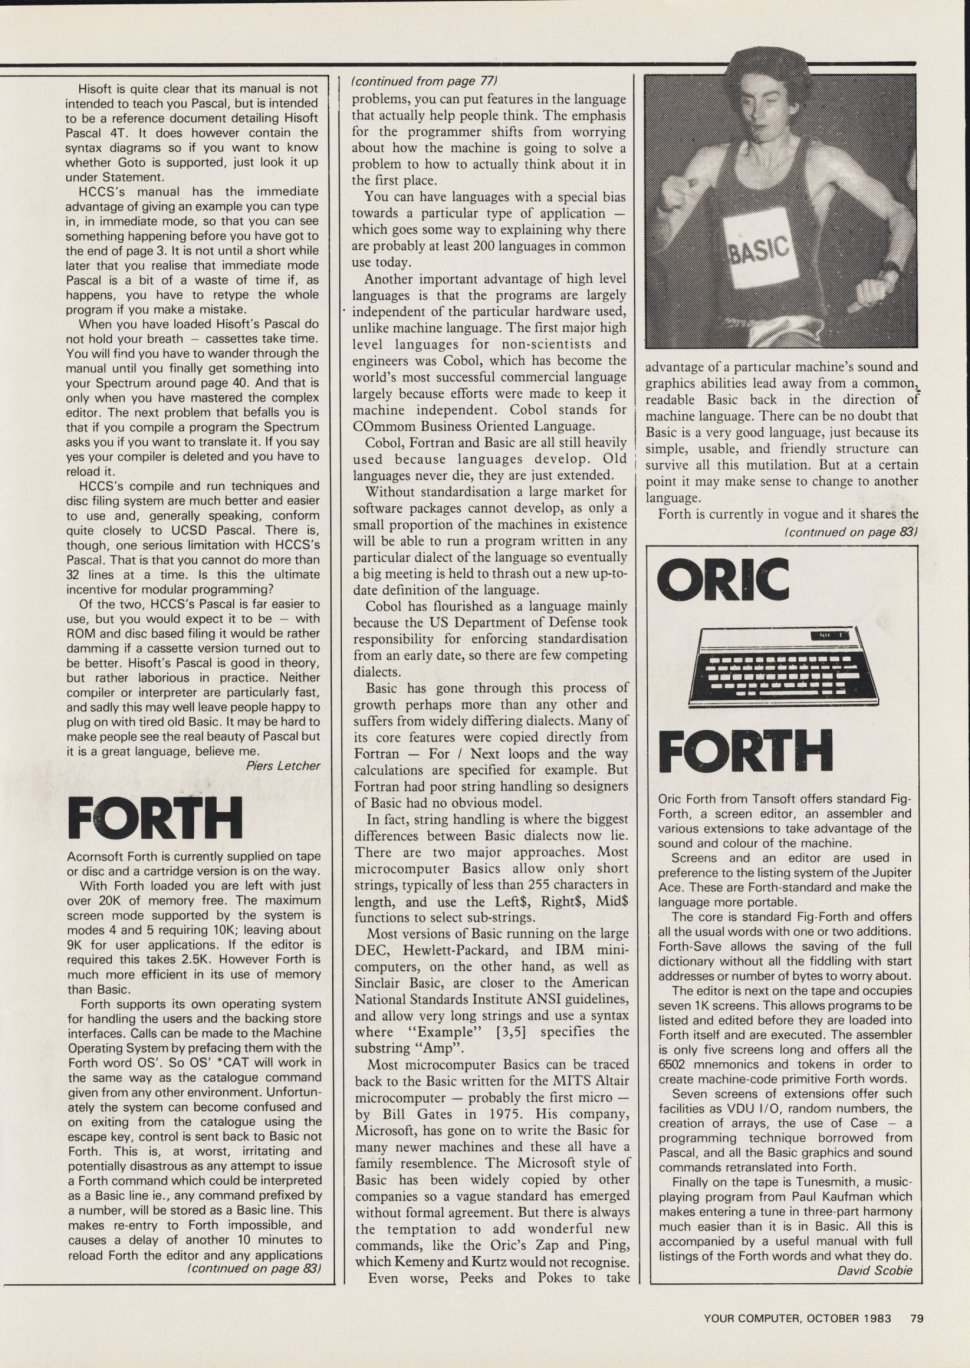 Hisoft is quite clear that its manual is not
intended to teach you Pascal, but is intended
to be a reference document detailing Hisoft
Pascal 4T. It does however contain the
syntax diagrams so if you want to know
whether Goto is supported, just look it up
under Statement.
HCCS's manual has the immediate
advantage of giving an example you can type
in, in immediate mode, so that you can see
something happening before you have got to
the end of page 3. It is not until a short while
later that you realise that immediate mode
Pascal is a bit of a waste of time if, as
happens, you have to retype the whole
program if you make a mistake.
When you have loaded Hisoft's Pascal do
not hold your breath — cassettes take time.
You will find you have to wander through the
manual until you finally get something into
your Spectrum around page 40. And that is
only when you have mastered the complex
editor. The next problem that befalls you is
that if you compile a program the Spectrum
asks you if you want to translate it. If you say
yes your compiler is deleted and you have to
reload it.
HCCS's compile and run techniques and
disc filing system are much better and easier
to use and, generally speaking, conform
quite closely to UCSD Pascal. There is,
though, one serious limitation with HCCS's
Pascal. That is that you cannot do more than
32 lines at a time. Is this the ultimate
incentive for modular programming?
Of the two, HCCS's Pascal is far easier to
use, but you would expect it to be — with
ROM and disc based filing it would be rather
damming if a cassette version turned out to
be better. Hisoft's Pascal is good in theory,
but rather laborious in practice. Neither
compiler or interpreter are particularly fast,
and sadly this may well leave people happy to
plug on with tired old Basic. It may be hard to
make people see the real beauty of Pascal but
it is a great language, believe me.
Piers Letcher
FORTH
Acornsoft Forth is currently supplied on tape
or disc and a cartridge version is on the way.
With Forth loaded you are left with just
over 20K of memory free. The maximum
screen mode supported by the system is
modes 4 and 5 requiring 10K; leaving about
9K for user applications. If the editor is
required this takes 2.5K. However Forth is
much more efficient in its use of memory
than Basic.
Forth supports its own operating system
for handling the users and the backing store
interfaces. Calls can be made to the Machine
Operating System by prefacing them with the
Forth word OS'. So OS' *CAT will work in
the same way as the catalogue command
given from any other environment. Unfortun-
ately the system can become confused and
on exiting from the catalogue using the
escape key, control is sent back to Basic not
Forth. This is, at worst, irritating and
potentially disastrous as any attempt to issue
a Forth command which could be interpreted
as a Basic line ie., any command prefixed by
a number, will be stored as a Basic line. This
makes re-entry to Forth impossible, and
causes a delay of another 10 minutes to
reload Forth the editor and any applications
(continued on page 83)
(continued from page 77)
problems, you can put features in the language
that actually help people think. The emphasis
for the programmer shifts from worrying
about how the machine is going to solve a
problem to how to actually think about it in
the first place.
You can have languages with a special bias
towards a particular type of application —
which goes some way to explaining why there
are probably at least 200 languages in common
use today.
Another important advantage of high level
languages is that the programs are largely
independent of the particular hardware used,
unlike machine language. The first major high
level languages for non-scientists and
engineers was Cobol, which has become the
world's most successful commercial language
largely because efforts were made to keep it
machine independent. Cobol stands for
COmmom Business Oriented Language.
Cobol, Fortran and Basic are all still heavily
used because languages develop. Old
languages never die, they are just extended.
Without standardisation a large market for
software packages cannot develop, as only a
small proportion of the machines in existence
will be able to run a program written in any
particular dialect of the language so eventually
a big meeting is held to thrash out a new up-to-
date definition of the language.
Cobol has flourished as a language mainly
because the US Department of Defense took
responsibility for enforcing standardisation
from an early date, so there are few competing
dialects.
Basic has gone through this process of
growth perhaps more than any other and
suffers from widely differing dialects. Many of
its core features were copied directly from
Fortran — For / Next loops and the way
calculations are specified for example. But
Fortran had poor string handling so designers
of Basic had no obvious model.
In fact, string handling is where the biggest
differences between Basic dialects now lie.
There are two major approaches. Most
microcomputer Basics allow only short
strings, typically of less than 255 characters in
length, and use the Left$, Right$, Mid$
functions to select sub-strings.
Most versions of Basic running on the large
DEC, Hewlett-Packard, and IBM mini-
computers, on the other hand, as well as
Sinclair Basic, are closer to the American
National Standards Institute ANSI guidelines,
and allow very long strings and use a syntax
where "Example" [3,5] specifies the
substring "Amp".
Most microcomputer Basics can be traced
back to the Basic written for the MITS Altair
microcomputer — probably the first micro —
by Bill Gates in 1975. His company,
Microsoft, has gone on to write the Basic for
many newer machines and these all have a
family resemblence. The Microsoft style of
Basic has been widely copied by other
companies so a vague standard has emerged
without formal agreement. But there is always
the temptation to add wonderful new
commands, like the Oric's Zap and Ping,
which Kemeny and Kurtz would not recognise.
Even worse, Peeks and Pokes to take
BASIC
advantage of a particular machine's sound and
graphics abilities lead away from a common,
readable Basic back in the direction of
machine language. There can be no doubt that
Basic is a very good language, just because its
simple, usable, and friendly structure can
survive all this mutilation. But at a certain
point it may make sense to change to another
language.
Forth is currently in vogue and it shares the
(continued on page 83)
ORIC
FORTH
Oric Forth from Tansoft offers standard Fig-
Forth, a screen editor, an assembler and
various extensions to take advantage of the
sound and colour of the machine.
Screens and an editor are used in
preference to the listing system of the Jupiter
Ace. These are Forth-standard and make the
language more portable.
The core is standard Fig-Forth and offers
all the usual words with one or two additions.
Forth-Save allows the saving of the full
dictionary without all the fiddling with start
addresses or number of bytes to worry about.
The editor is next on the tape and occupies
seven 1K screens. This allows programs to be
listed and edited before they are loaded into
Forth itself and are executed. The assembler
is only five screens long and offers all the
6502 mnemonics and tokens in order to
create machine-code primitive Forth words.
Seven screens of extensions offer such
facilities as VDU I/O, random numbers, the
creation of arrays, the use of Case — a
programming technique borrowed from
Pascal, and all the Basic graphics and sound
commands retranslated into Forth.
Finally on the tape is Tunesmith, a music-
playing program from Paul Kaufman which
makes entering a tune in three-part harmony
much easier than it is in Basic. All this is
accompanied by a useful manual with full
listings of the Forth words and what they do.
David Scobie
YOUR COMPUTER, OCTOBER 1983 79